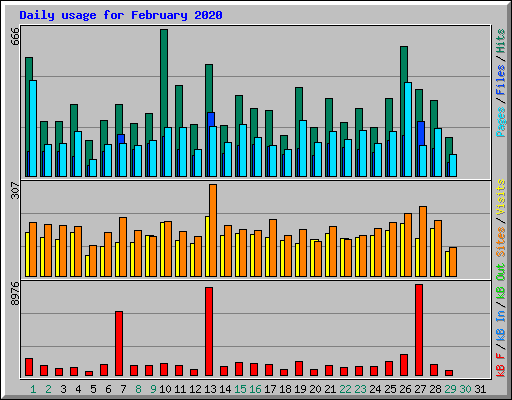 Daily usage for February 2020
666
Pages / Files / Hits
307
Sites / Visits
8976
kB F / kB In / kB Out
1 2 3 4 5 6 7 8 9 10 11 12 13 14 15 16 17 18 19 20 21 22 23 24 25 26 27 28 29 30 31